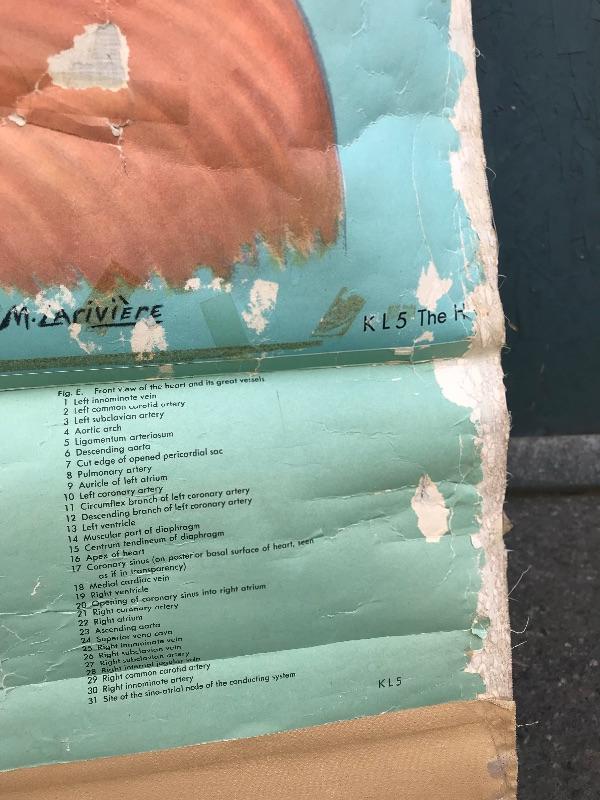 M. LARIVIÈRE
KL5 The H
Fig. E. Front view of the heart and its great vessels
1 Left innominate vein
2 Left common carotid artery
3 Left subclavian artery
4 Aortic arch
5 Ligamentum arteriosum
6 Descending aorta
7 Cut edge of opened pericordial sac
8 Pulmonary artery
9 Auricle of left atrium
10 Left coronary artery
11 Circumflex branch of left coronary artery
12 Descending branch of left coronary artery
13 Left ventricle
14 Muscular part of diaphragm
15 Centrum tendineum of diaphragm
16 Apex of heart
17 Coronary sinus (on posterior basal surface of heart, seen
as if in transparency)
18 Medial cardiac vein
19 Right ventricle
20 Opening of coronary sinus into right atrium
21 Right coronary artery
22 Right atrium
23 Ascending aorta
24 Superior vena cava
25 Right innominate vein
26 Right subclavian vein
27 Right subclavian artery
28 Right internal jugular vein
29 Right common carotid artery
30 Right innominate artery
31 Site of the sino-atrial node of the conducting system
KL5